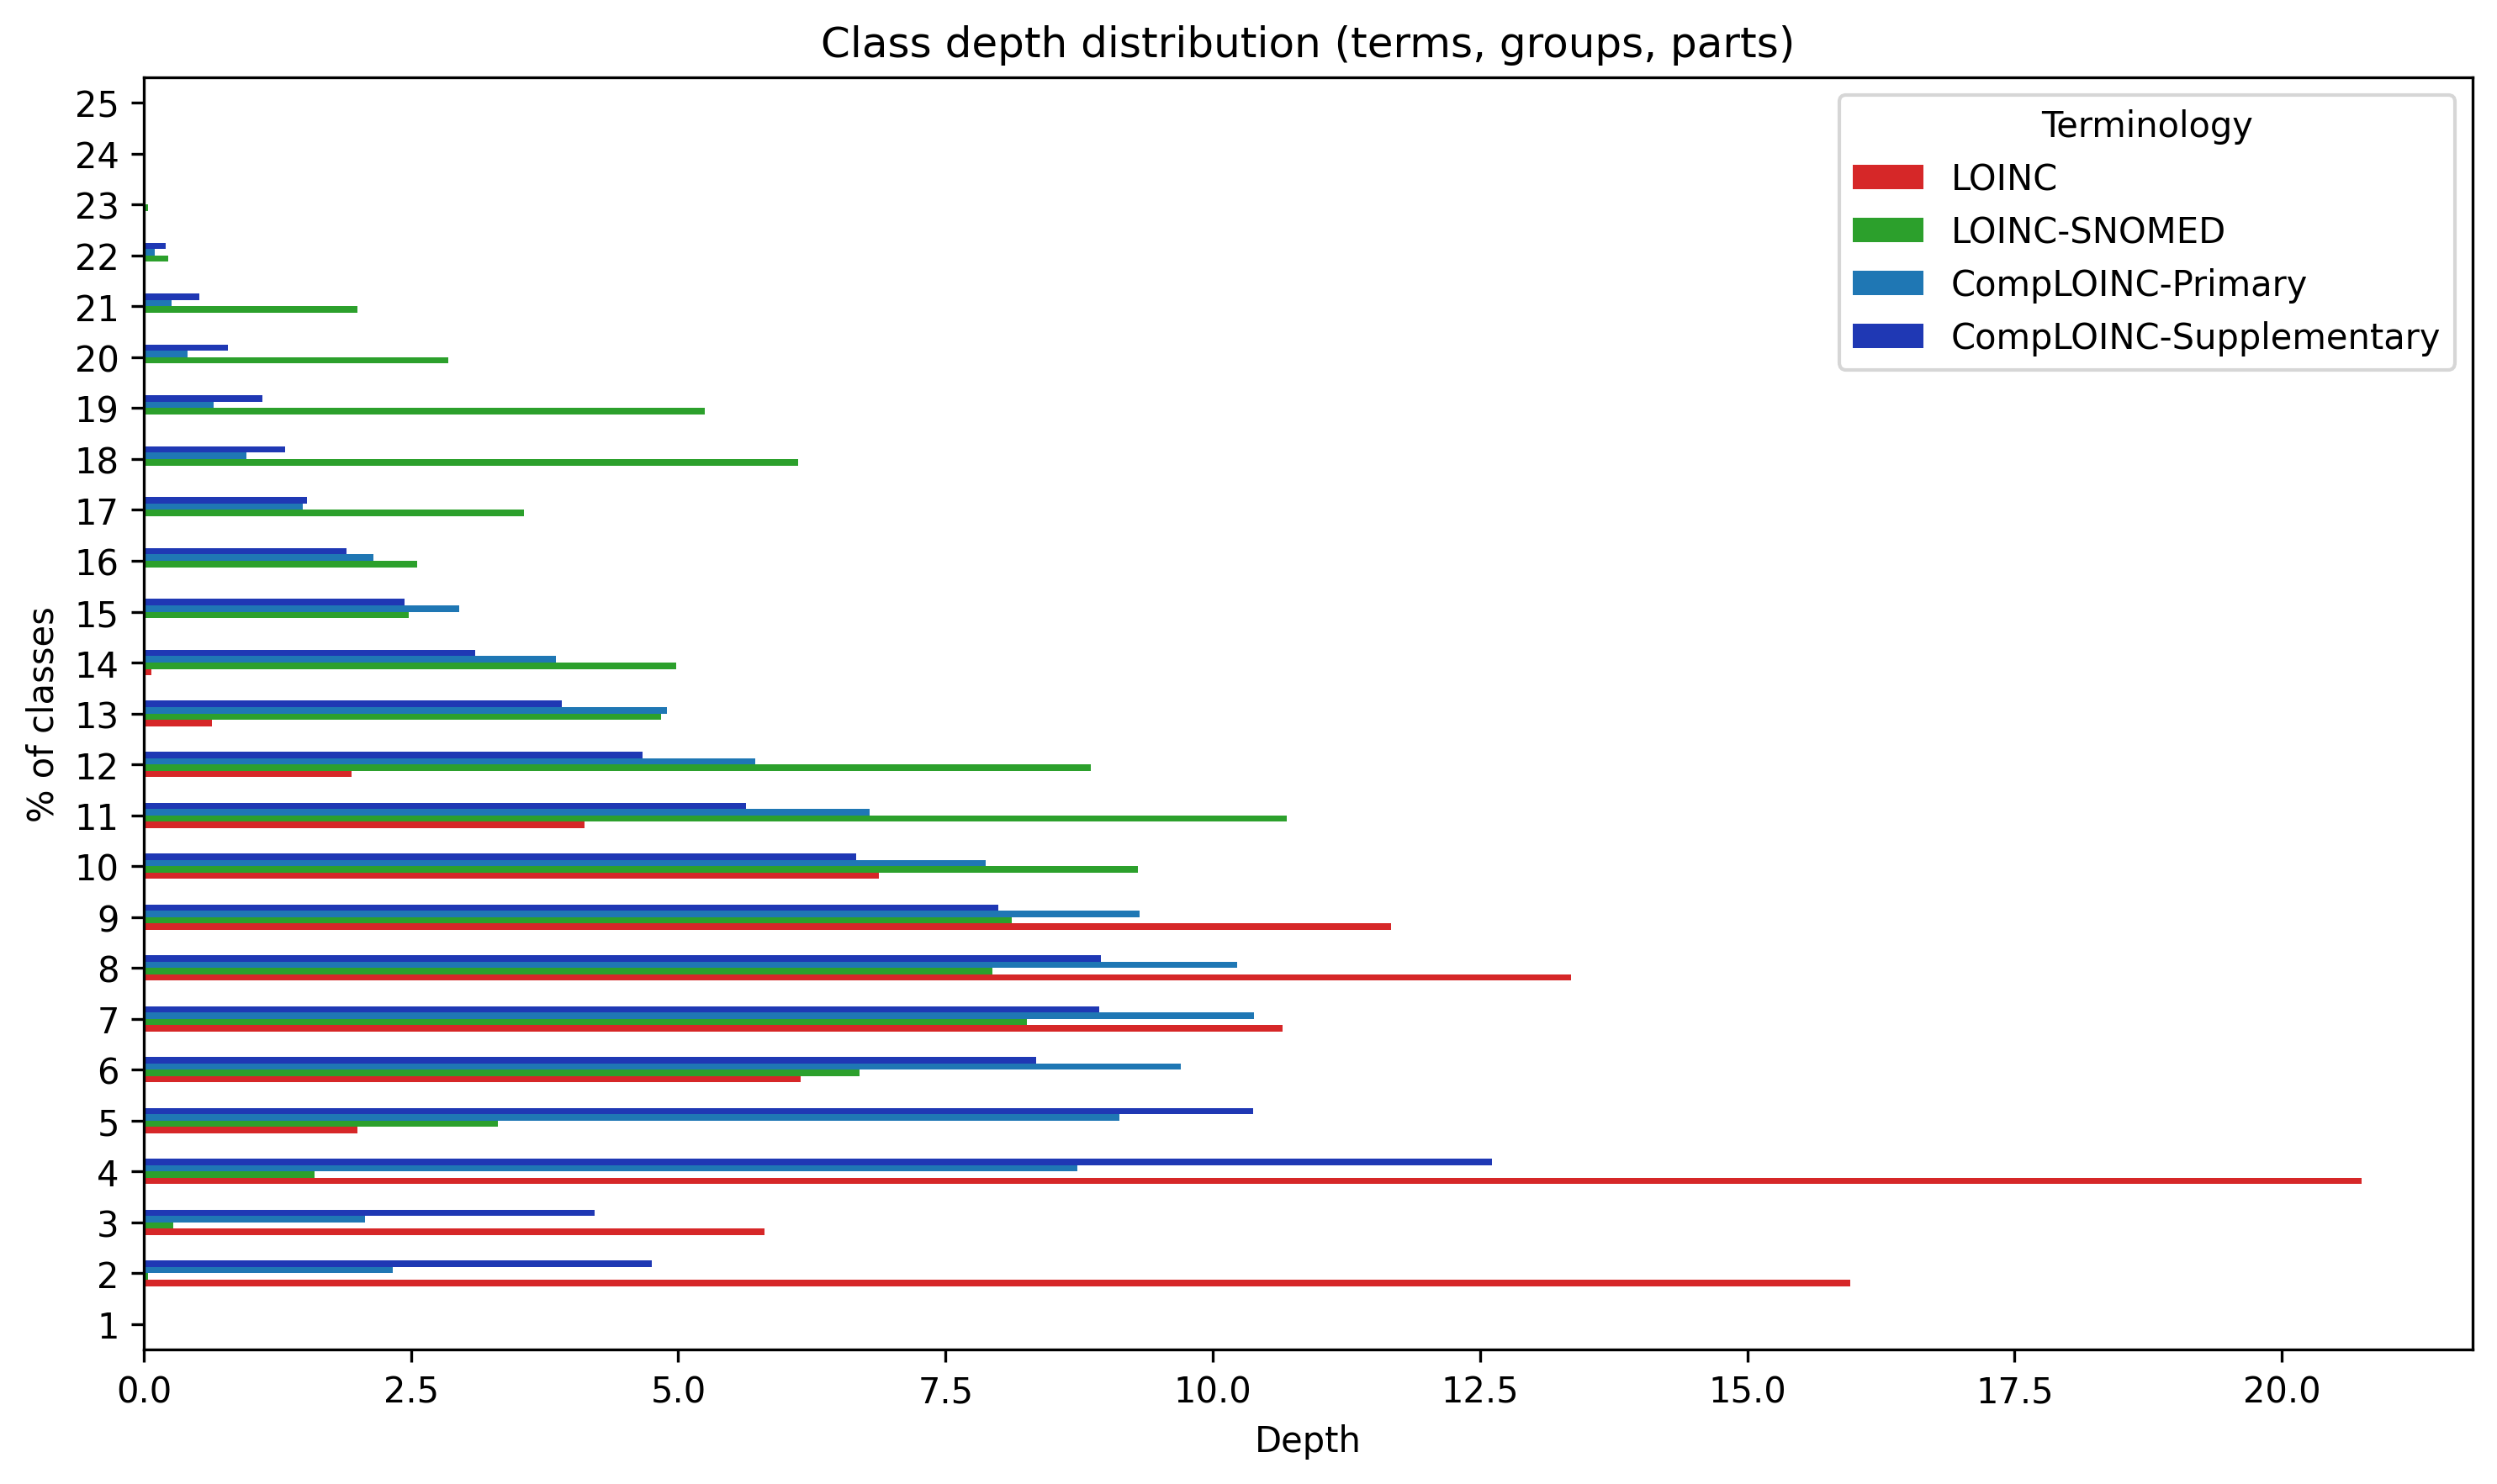 Class depth distribution (terms, groups, parts)
Terminology
LOINC
LOINC-SNOMED
CompLOINC-Primary
CompLOINC-Supplementary
% of classes
25
24
23
22
21
20
19
18
17
16
15
14
13
12
11
10
9
8
7
6
5
4
3
2
1
0.0 2.5 5.0 7.5 10.0 12.5 15.0 17.5 20.0
Depth